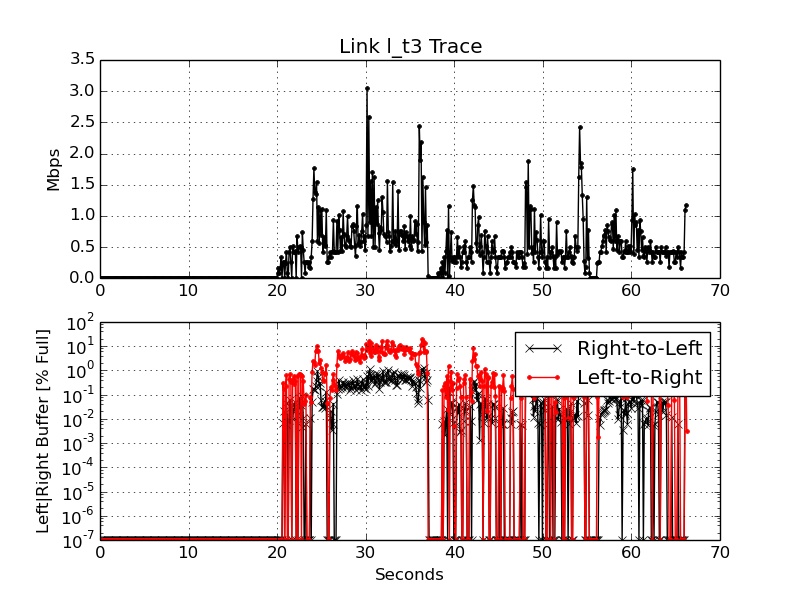 Link l_t3 Trace
3.5
3.0
2.5
2.0
1.5
1.0
0.5
0.0
Mbps
0 10 20 30 40 50 60 70
10^2
10^1
10^0
10^-1
10^-2
10^-3
10^-4
10^-5
10^-6
10^-7
Left|Right Buffer [% Full]
Right-to-Left
Left-to-Right
0 10 20 30 40 50 60 70
Seconds